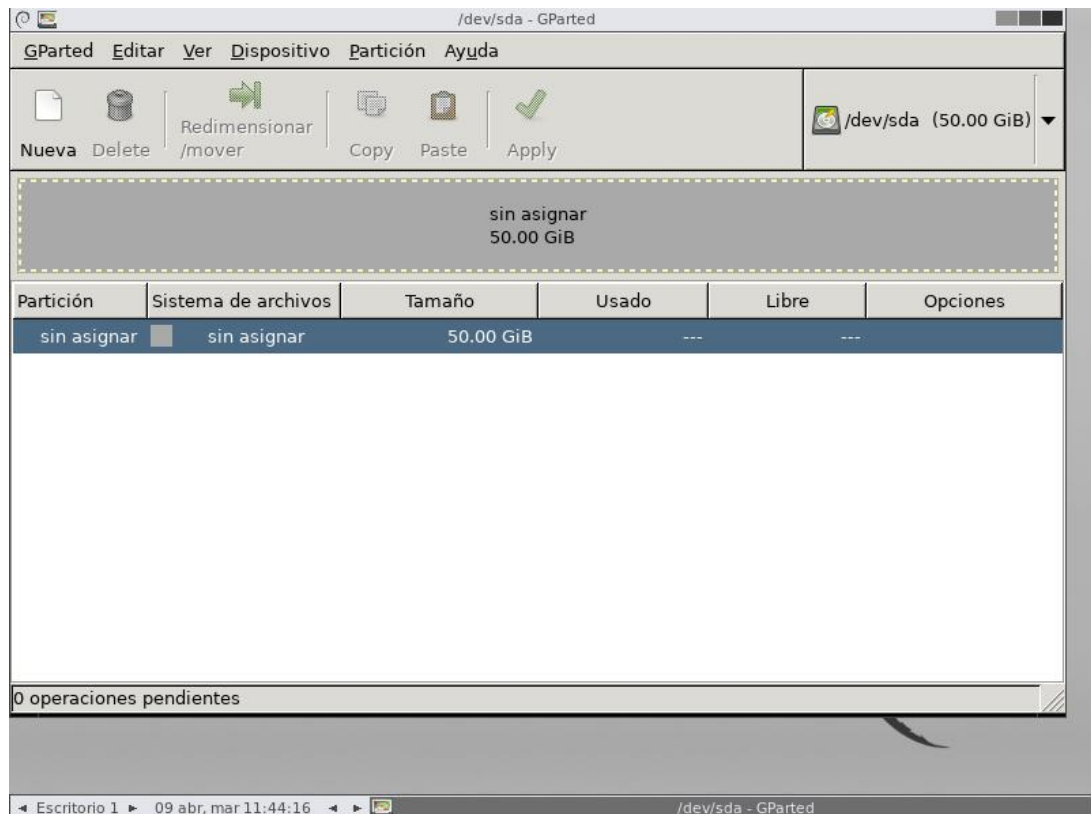 /dev/sda - GParted
GParted Editar Ver Dispositivo Partición Ayuda
Nueva Delete Redimensionar /mover Copy Paste Apply /dev/sda (50.00 GiB)
sin asignar
50.00 GiB
Partición Sistema de archivos Tamaño Usado Libre Opciones
sin asignar sin asignar 50.00 GiB --- ---
0 operaciones pendientes
Escritorio 1 09 abr, mar 11:44:16 /dev/sda - GParted